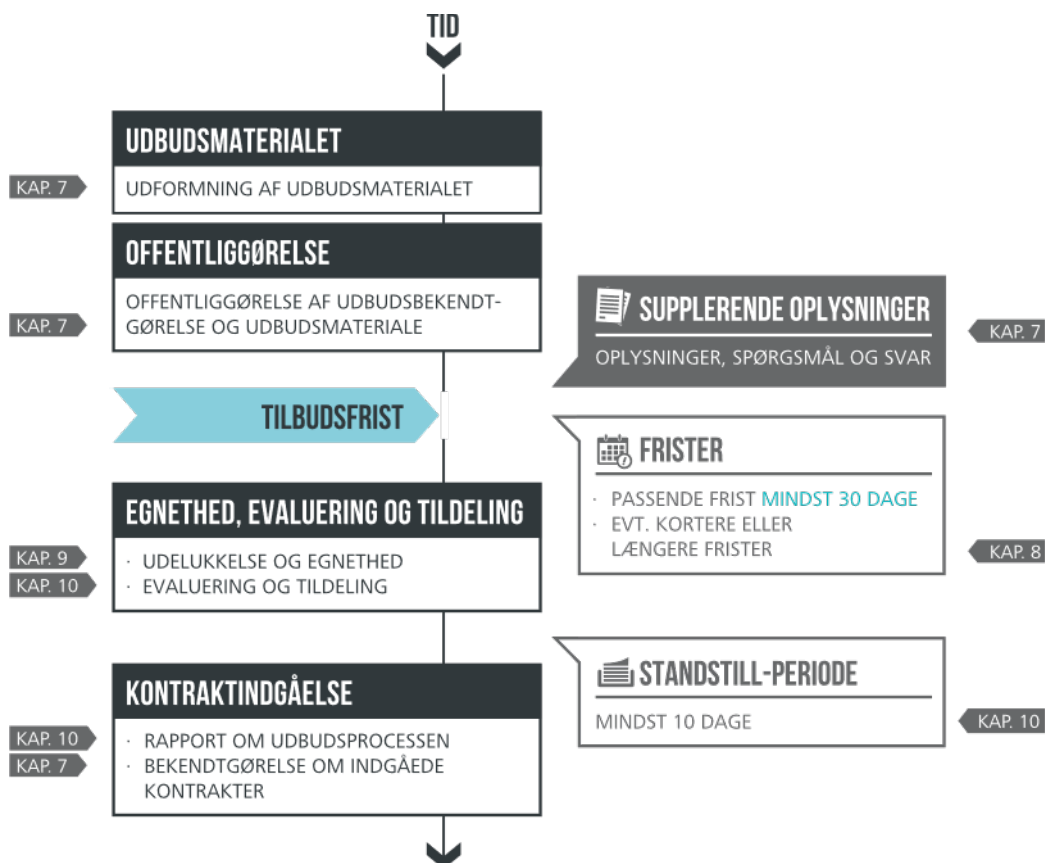 TID
UDBUDSMATERIALET
KAP. 7
UDFORMNING AF UDBUDSMATERIALET
OFFENTLIGGØRELSE
KAP. 7
OFFENTLIGGØRELSE AF UDBUDSBEKENDT-
GØRELSE OG UDBUDSMATERIALE
SUPPLERENDE OPLYSNINGER
OPLYSNINGER, SPØRGSMÅL OG SVAR
KAP. 7
TILBUDSFRIST
FRISTER
· PASSENDE FRIST MINDST 30 DAGE
· EVT. KORTERE ELLER
LÆNGERE FRISTER
KAP. 8
EGNETHED, EVALUERING OG TILDELING
KAP. 9
· UDELUKKELSE OG EGNETHED
KAP. 10
· EVALUERING OG TILDELING
STANDSTILL-PERIODE
MINDST 10 DAGE
KAP. 10
KONTRAKTINDGÅELSE
KAP. 10
· RAPPORT OM UDBUDSPROCESSEN
KAP. 7
· BEKENDTGØRELSE OM INDGÅEDE
KONTRAKTER